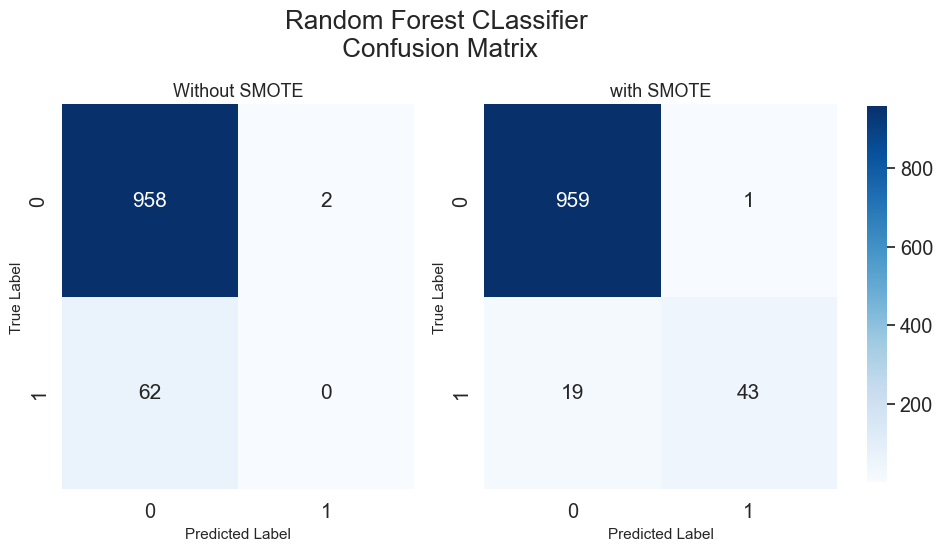 Random Forest CLassifier
Confusion Matrix
Without SMOTE
0
1
True Label
958
2
62
0
0
1
Predicted Label
with SMOTE
0
1
True Label
959
1
19
43
0
1
Predicted Label
800
600
400
200